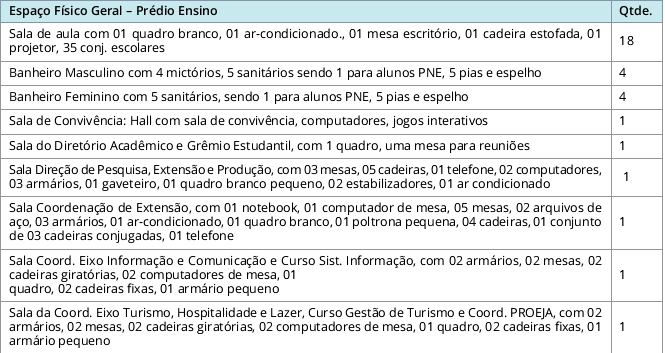 Espaço Físico Geral – Prédio Ensino Qtde.
Sala de aula com 01 quadro branco, 01 ar-condicionado., 01 mesa escritório, 01 cadeira estofada, 01
projetor, 35 conj. escolares
18
Banheiro Masculino com 4 mictórios, 5 sanitários sendo 1 para alunos PNE, 5 pias e espelho 4
Banheiro Feminino com 5 sanitários, sendo 1 para alunos PNE, 5 pias e espelho 4
Sala de Convivência: Hall com sala de convivência, computadores, jogos interativos 1
Sala do Diretório Acadêmico e Grêmio Estudantil, com 1 quadro, uma mesa para reuniões 1
Sala Direção de Pesquisa, Extensão e Produção, com 03 mesas, 05 cadeiras, 01 telefone, 02 computadores,
03 armários, 01 gaveteiro, 01 quadro branco pequeno, 02 estabilizadores, 01 ar condicionado
1
Sala Coordenação de Extensão, com 01 notebook, 01 computador de mesa, 05 mesas, 02 arquivos de
aço, 03 armários, 01 ar-condicionado, 01 quadro branco, 01 poltrona pequena, 04 cadeiras, 01 conjunto
de 03 cadeiras conjugadas, 01 telefone
1
Sala Coord. Eixo Informação e Comunicação e Curso Sist. Informação, com 02 armários, 02 mesas, 02
cadeiras giratórias, 02 computadores de mesa, 01
quadro, 02 cadeiras fixas, 01 armário pequeno
1
Sala da Coord. Eixo Turismo, Hospitalidade e Lazer, Curso Gestão de Turismo e Coord. PROEJA, com 02
armários, 02 mesas, 02 cadeiras giratórias, 02 computadores de mesa, 01 quadro, 02 cadeiras fixas, 01
armário pequeno
1